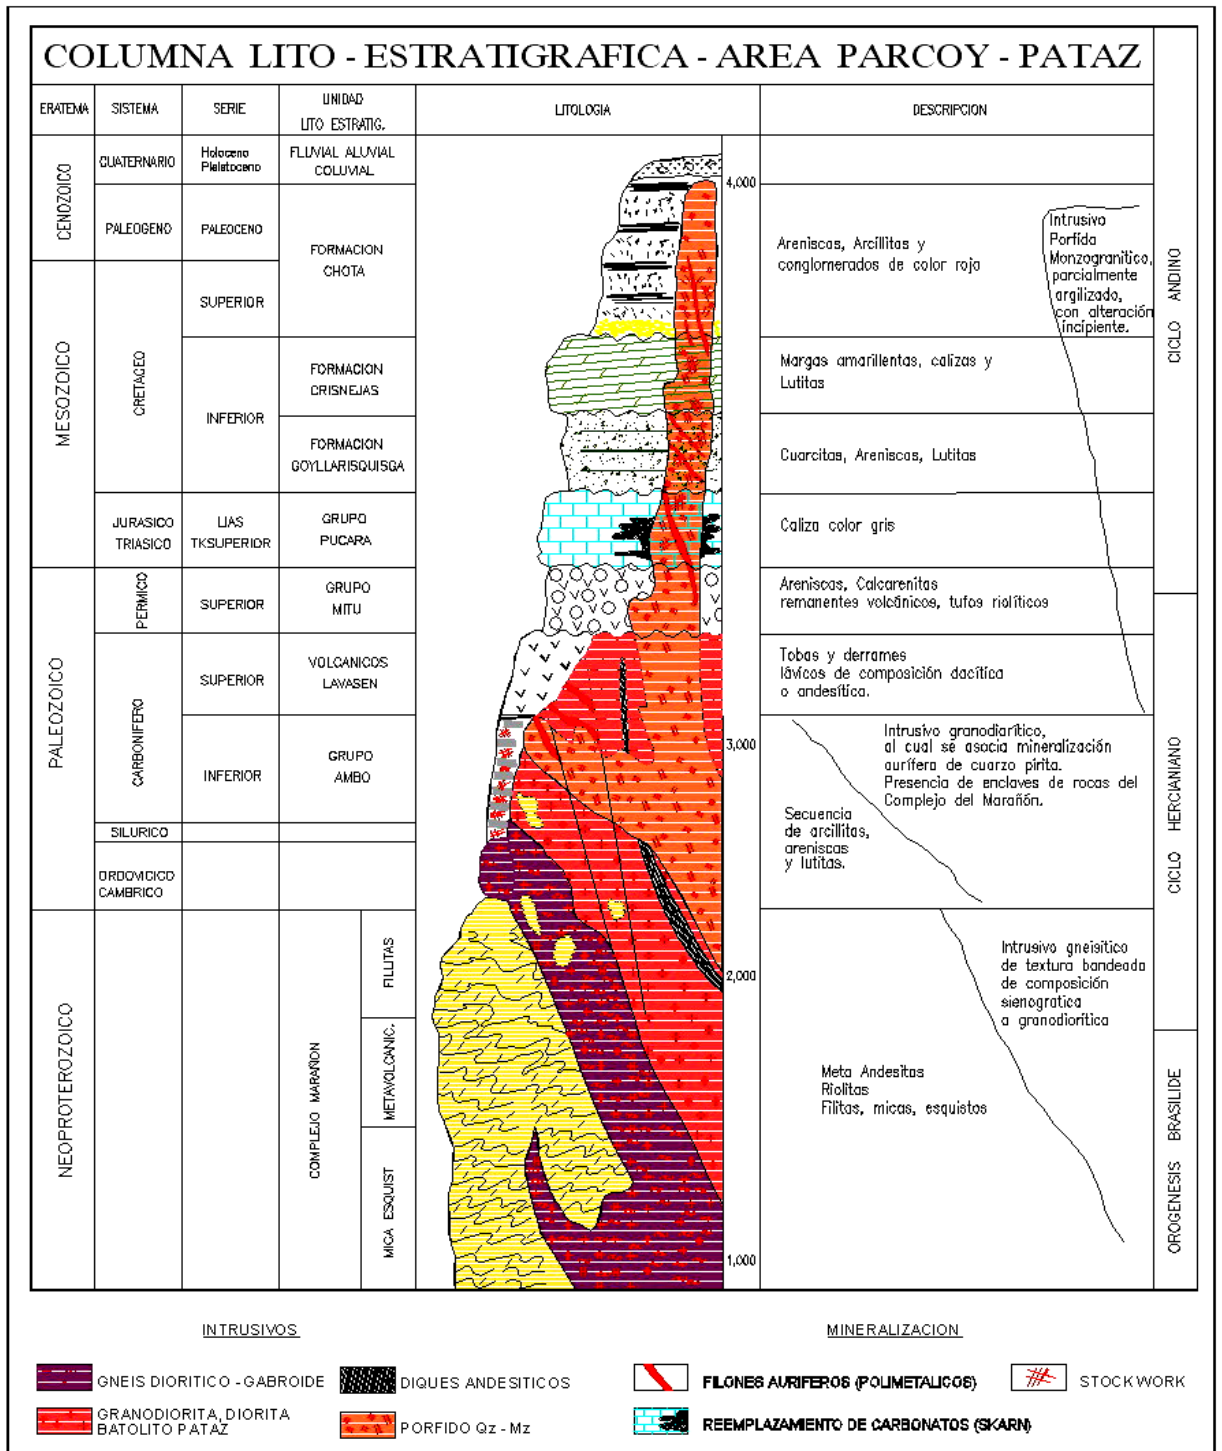 COLUMNA LITO - ESTRATIGRAFICA - AREA PARCOY - PATAZ
ERATEMA
SISTEMA
SERIE
UNIDAD
LITO ESTRATIG.
LITOLOGIA
DESCRIPCION
CENOZOICO
CUATERNARIO
Holoceno
Pleistoceno
FLUVIAL ALUVIAL
COLUVIAL
4,000
PALEOGENO
PALEOCENO
FORMACION
CHOTA
Areniscas, Arcillitas y
conglomerados de color rojo
Intrusivo
Porfida
Monzogranitico,
parcialmente
argilizado,
con alteración
incipiente.
CICLO ANDINO
MESOZOICO
CRETACEO
SUPERIOR
INFERIOR
FORMACION
CRISNEJAS
Margas amarillentas, calizas y
Lutitas
FORMACION
GOYLLARISQUISGA
Cuarcitas, Areniscas, Lutitas
JURASICO
TRIASICO
LIAS
TKSUPERIOR
GRUPO
PUCARA
Caliza color gris
PALEOZOICO
PERMICO
SUPERIOR
GRUPO
MITU
Areniscas, Calcarenitas
remanentes volcánicos, tufos riolíticos
CICLO HERCIANIANO
CARBONIFERO
SUPERIOR
VOLCANICOS
LAVASEN
Tobas y derrames
lávicos de composición dacítica
o andesítica.
3,000
INFERIOR
GRUPO
AMBO
Intrusivo granodiarítico,
al cual se asocia mineralización
aurífera de cuarzo pirita.
Presencia de enclaves de rocas del
Complejo del Marañón.
Secuencia
de arcillitas,
areniscas
y lutitas.
SILURICO
ORDOVICICO
CAMBRICO
NEOPROTEROZOICO
COMPLEJO MARAÑON
FILLITAS
METAVOLCANIC.
MICA ESQUIST
2,000
Intrusivo gneisítico
de textura bandeada
de composición
sienogratica
a granodiorítica
Meta Andesitas
Riolitas
Filitas, micas, esquistos
OROGENESIS BRASILIDE
1,000
INTRUSIVOS
MINERALIZACION
GNEIS DIORITICO - GABROIDE
DIQUES ANDESITICOS
FILONES AURIFEROS (POLIMETALICOS)
STOCKWORK
GRANODIORITA, DIORITA
BATOLITO PATAZ
PORFIDO Qz - Mz
REEMPLAZAMIENTO DE CARBONATOS (SKARN)